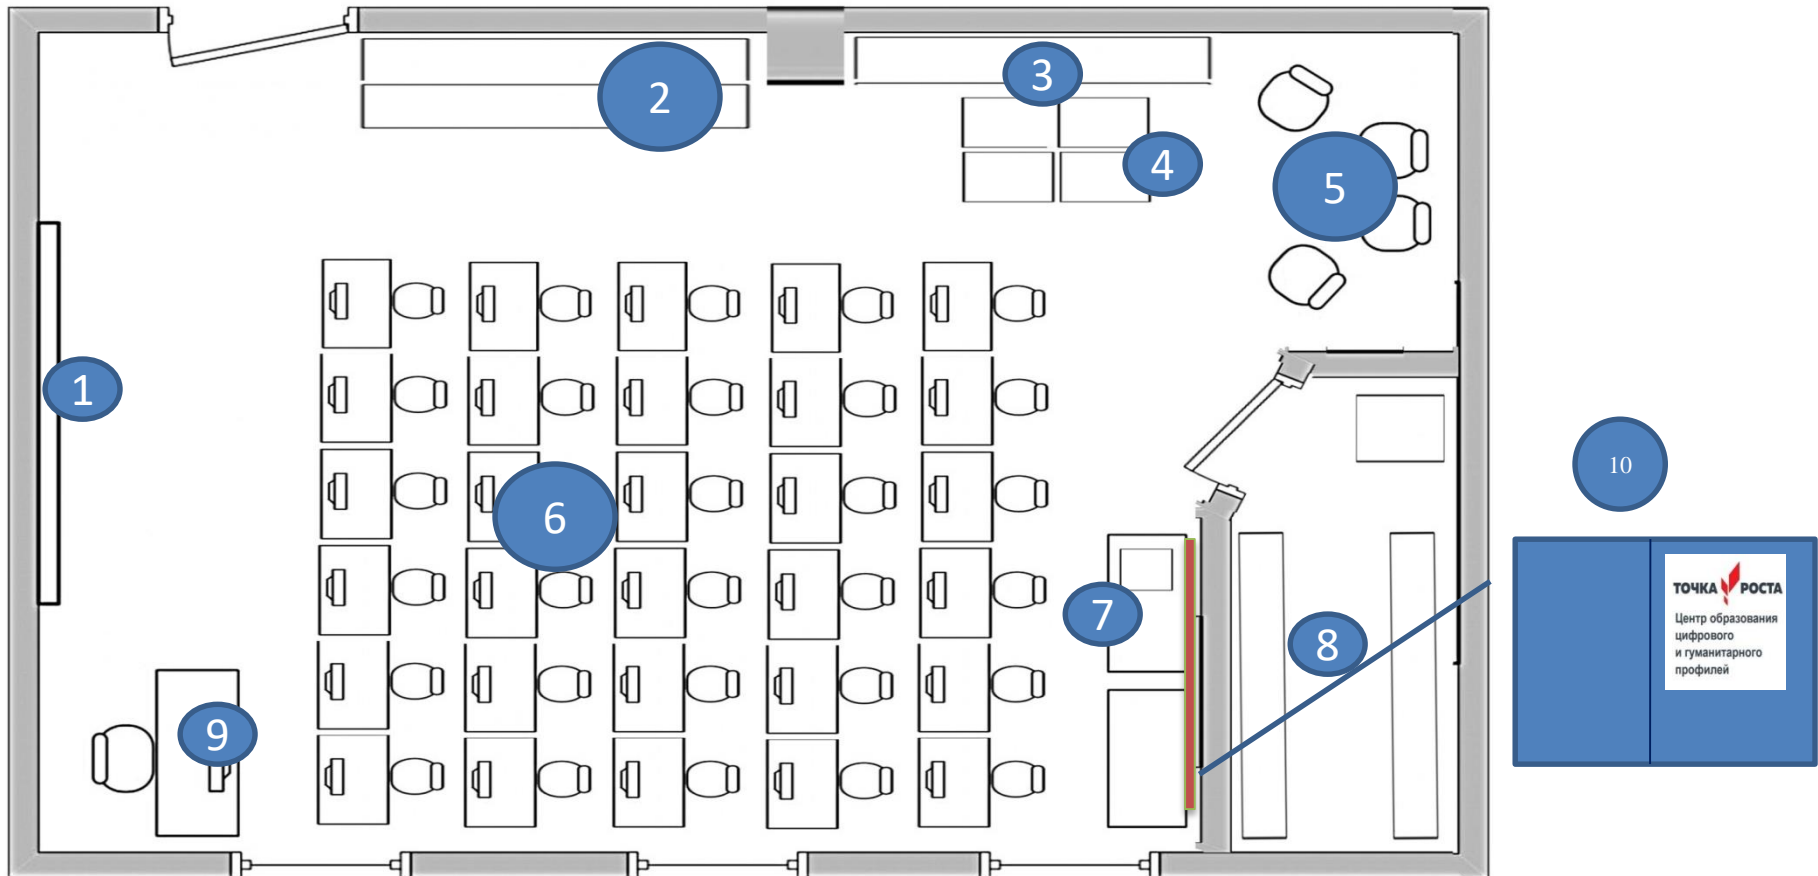 2
3
4
5
1
6
7
8
9
10
ТОЧКА РОСТА
Центр образования
цифрового
и гуманитарного
профилей